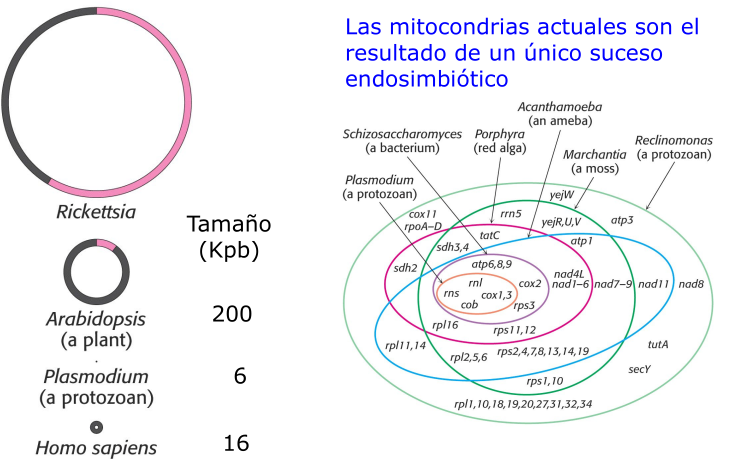 Las mitocondrias actuales son el
resultado de un único suceso
endosimbiótico
Rickettsia
Tamaño
(Kpb)
Arabidopsis
(a plant)
200
Plasmodium
(a protozoan)
6
Homo sapiens
16
Acanthamoeba
(an ameba)
Schizosaccharomyces
(a bacterium)
Porphyra
(red alga)
Reclinomonas
(a protozoan)
Marchantia
(a moss)
Plasmodium
(a protozoan)
yejW
cox11
rpoA–D
rrn5
yejR,U,V
atp3
tatC
sdh3,4
atp1
sdh2
atp6,8,9
rnl
rns
cox1,3
cob
cox2
rps3
nad4L
nad1–6
nad7–9
nad11
nad8
rpl16
rps11,12
rpl11,14
rpl2,5,6
rps2,4,7,8,13,14,19
tutA
secY
rps1,10
rpl1,10,18,19,20,27,31,32,34